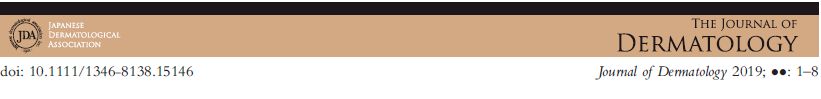 JDA
JAPANESE
DERMATOLOGICAL
ASSOCIATION
THE JOURNAL OF
DERMATOLOGY
doi: 10.1111/1346-8138.15146
Journal of Dermatology 2019; ●●: 1–8